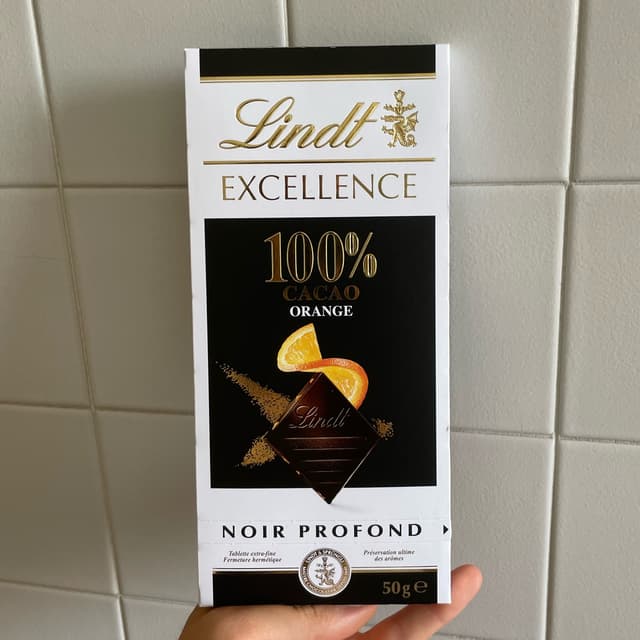 Lindt
EXCELLENCE
100%
CACAO
ORANGE
Lindt
NOIR PROFOND
Tablette extra-fine
Fermeture hermétique
Préservation ultime
des arômes
50g ℮